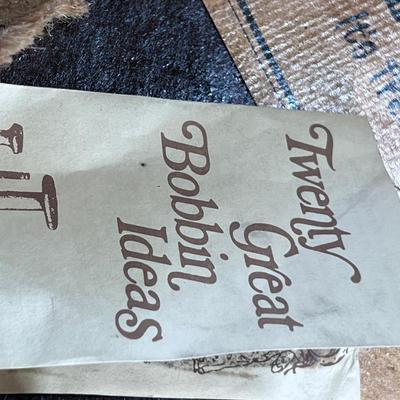 Twenty
Great
Bobbin
Ideas